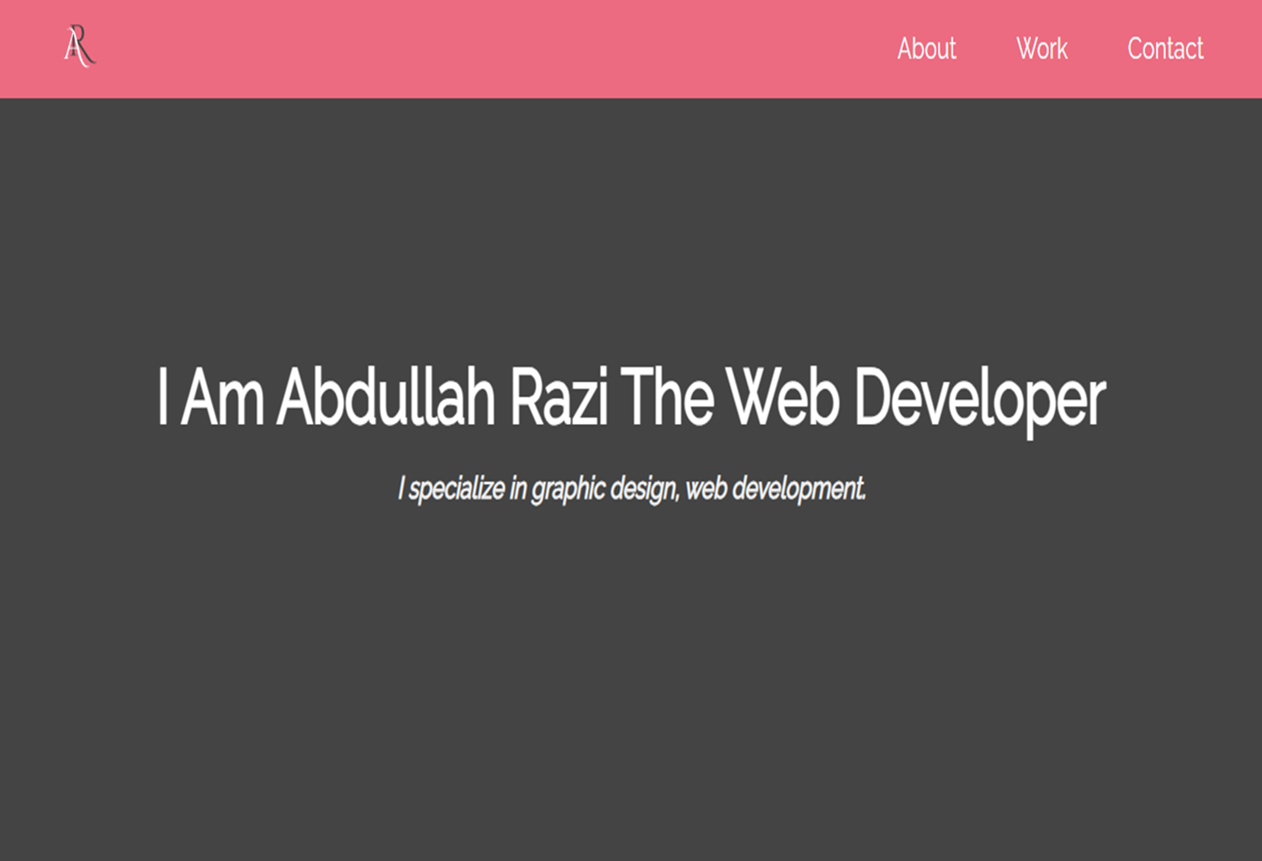 AR
About Work Contact
I Am Abdullah Razi The Web Developer
I specialize in graphic design, web development.